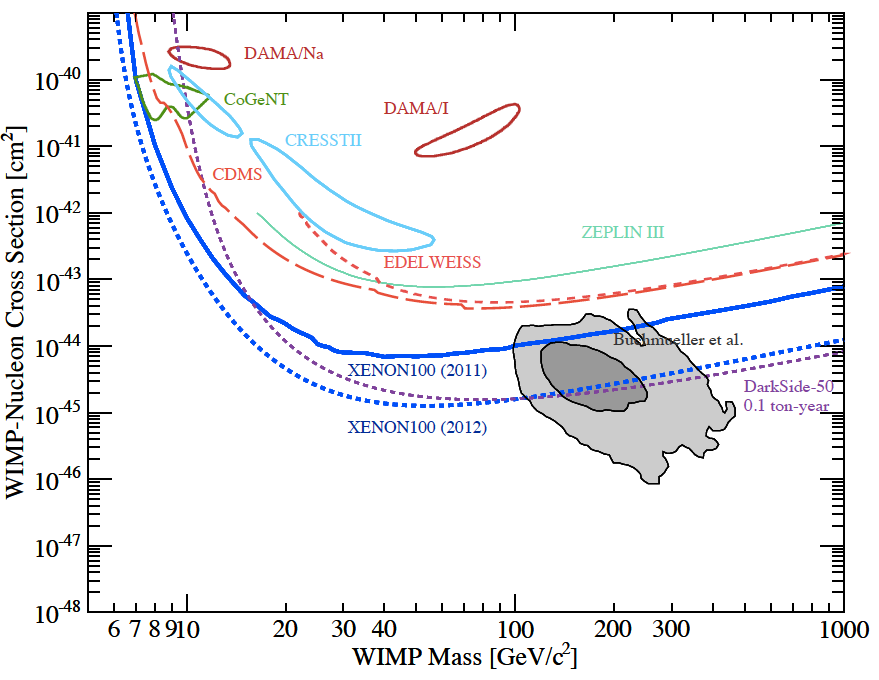 DAMA/Na
10-40
CoGeNT
DAMA/I
10-41
CRESSTII
CDMS
10-42
ZEPLIN III
EDELWEISS
10-43
10-44
Buchmueller et al.
XENON100 (2011)
DarkSide-50
10-45
0.1 ton-year
XENON100 (2012)
10-46
10-47
10-48
WIMP-Nucleon Cross Section [cm2]
6 7 8 910 20 30 40 100 200 300 1000
WIMP Mass [GeV/c2]